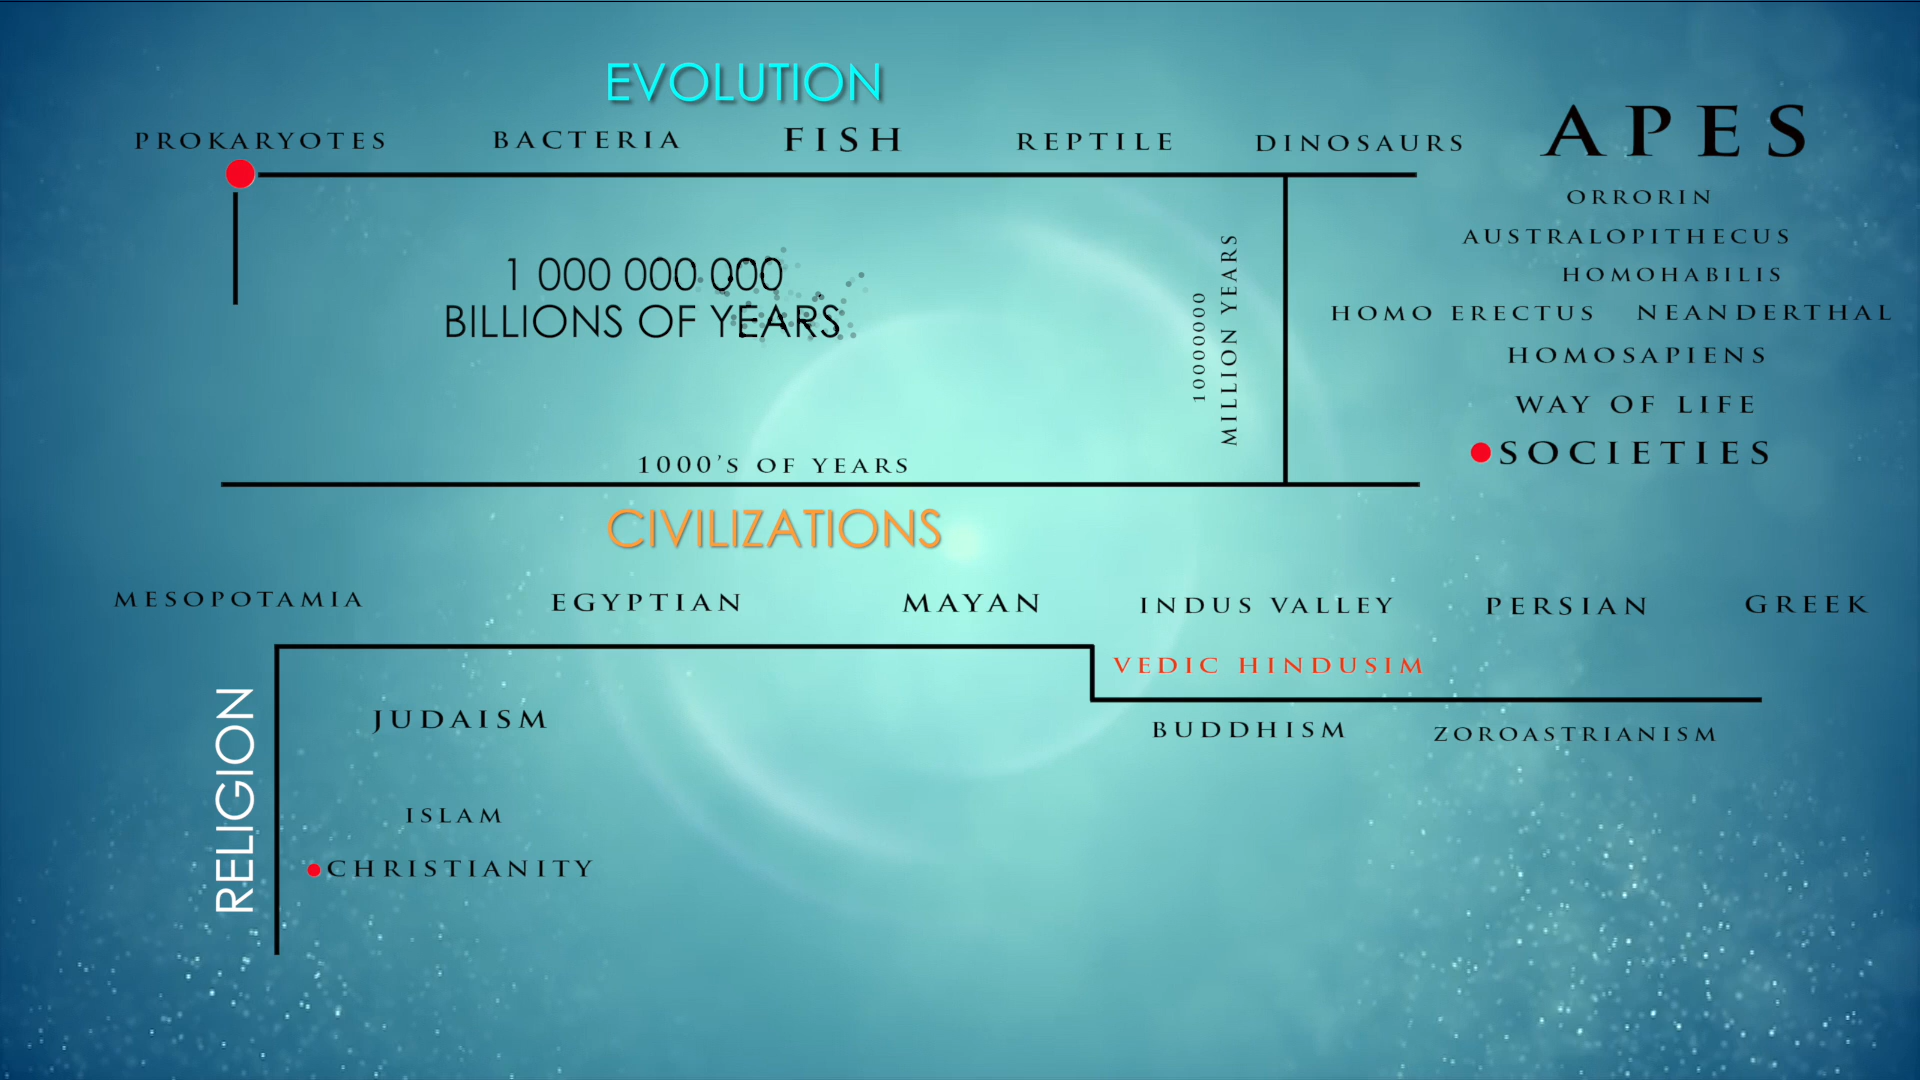 EVOLUTION
PROKARYOTES BACTERIA FISH REPTILE DINOSAURS APES
ORRORIN
AUSTRALOPITHECUS
HOMOHABILIS
HOMO ERECTUS NEANDERTHAL
HOMOSAPIENS
WAY OF LIFE
SOCIETIES
1 000 000 000
BILLIONS OF YEARS
10000000
MILLION YEARS
1000'S OF YEARS
CIVILIZATIONS
MESOPOTAMIA EGYPTIAN MAYAN INDUS VALLEY PERSIAN GREEK
VEDIC HINDUSIM
RELIGION
JUDAISM BUDDHISM ZOROASTRIANISM
ISLAM
CHRISTIANITY